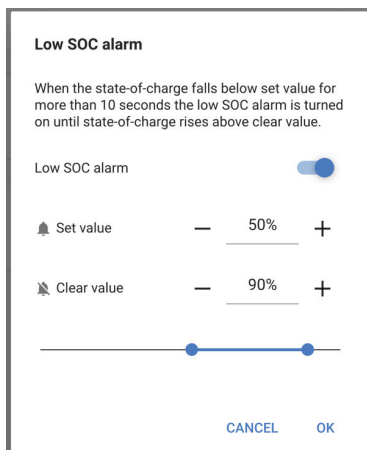 Low SOC alarm
When the state-of-charge falls below set value for
more than 10 seconds the low SOC alarm is turned
on until state-of-charge rises above clear value.
Low SOC alarm
Set value — 50% +
Clear value — 90% +
CANCEL OK